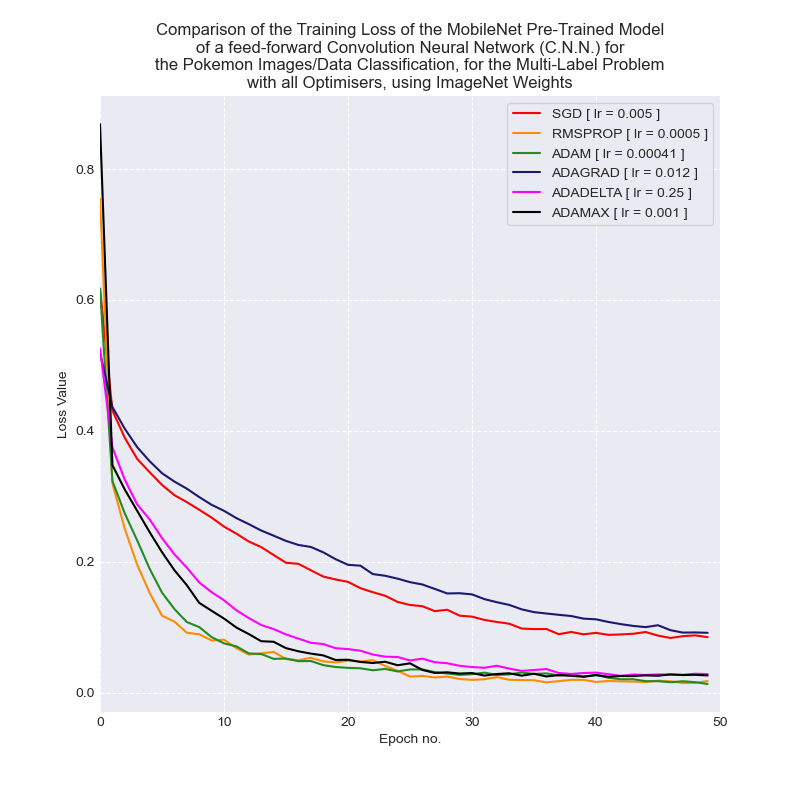 Comparison of the Training Loss of the MobileNet Pre-Trained Model
of a feed-forward Convolution Neural Network (C.N.N.) for
the Pokemon Images/Data Classification, for the Multi-Label Problem
with all Optimisers, using ImageNet Weights
SGD [ lr = 0.005 ]
RMSPROP [ lr = 0.0005 ]
ADAM [ lr = 0.00041 ]
ADAGRAD [ lr = 0.012 ]
ADADELTA [ lr = 0.25 ]
ADAMAX [ lr = 0.001 ]
Loss Value
0.8
0.6
0.4
0.2
0.0
0 10 20 30 40 50
Epoch no.